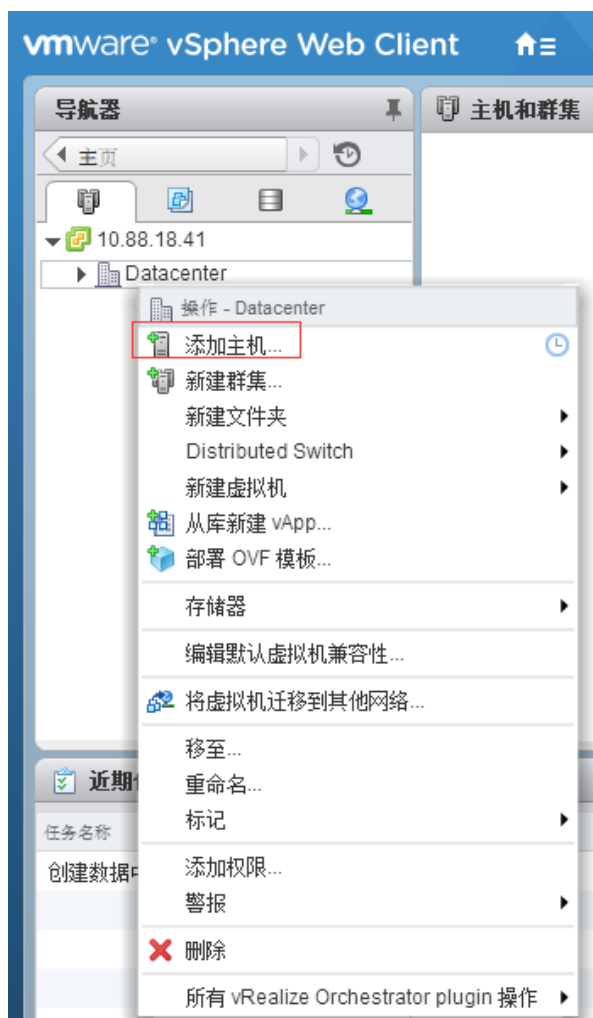 vmware® vSphere Web Client
导航器
主机和群集
主页
10.88.18.41
Datacenter
操作 - Datacenter
添加主机...
新建群集...
新建文件夹
Distributed Switch
新建虚拟机
从库新建 vApp...
部署 OVF 模板...
存储器
编辑默认虚拟机兼容性...
将虚拟机迁移到其他网络...
移至...
近期
重命名...
任务名称
标记
创建数据
添加权限...
警报
删除
所有 vRealize Orchestrator plugin 操作